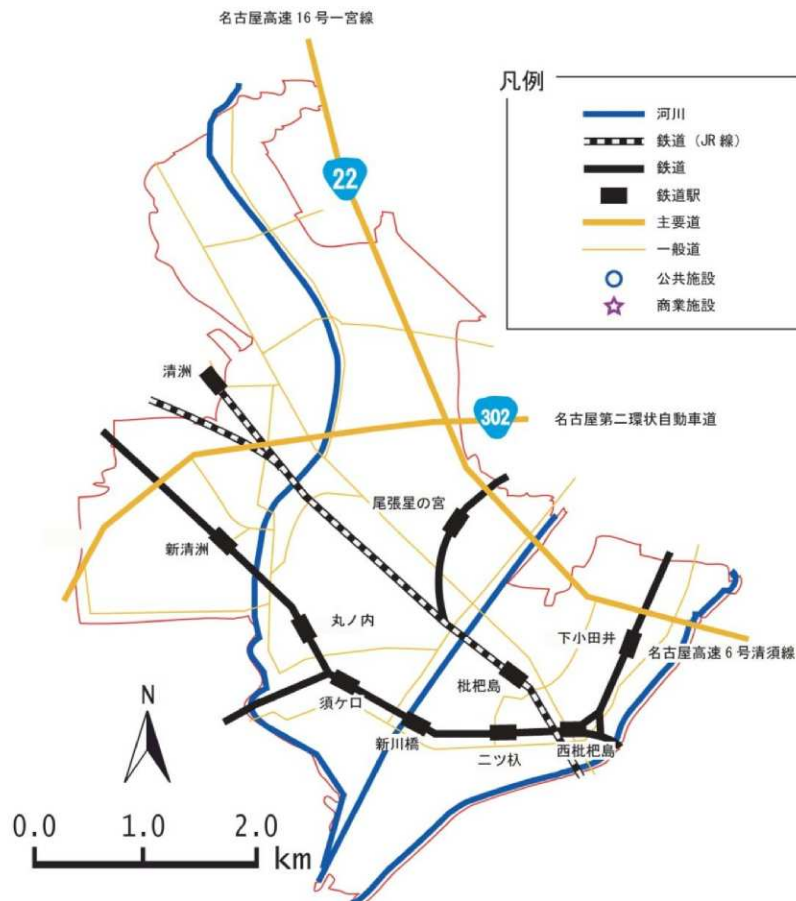 名古屋高速16号一宮線
凡例
河川
鉄道（JR線）
鉄道
鉄道駅
主要道
一般道
公共施設
商業施設
22
清洲
302
名古屋第二環状自動車道
尾張星の宮
新清洲
丸ノ内
下小田井
名古屋高速6号清須線
枇杷島
須ケ口
新川橋
二ツ杁
西枇杷島
N
0.0 1.0 2.0
km